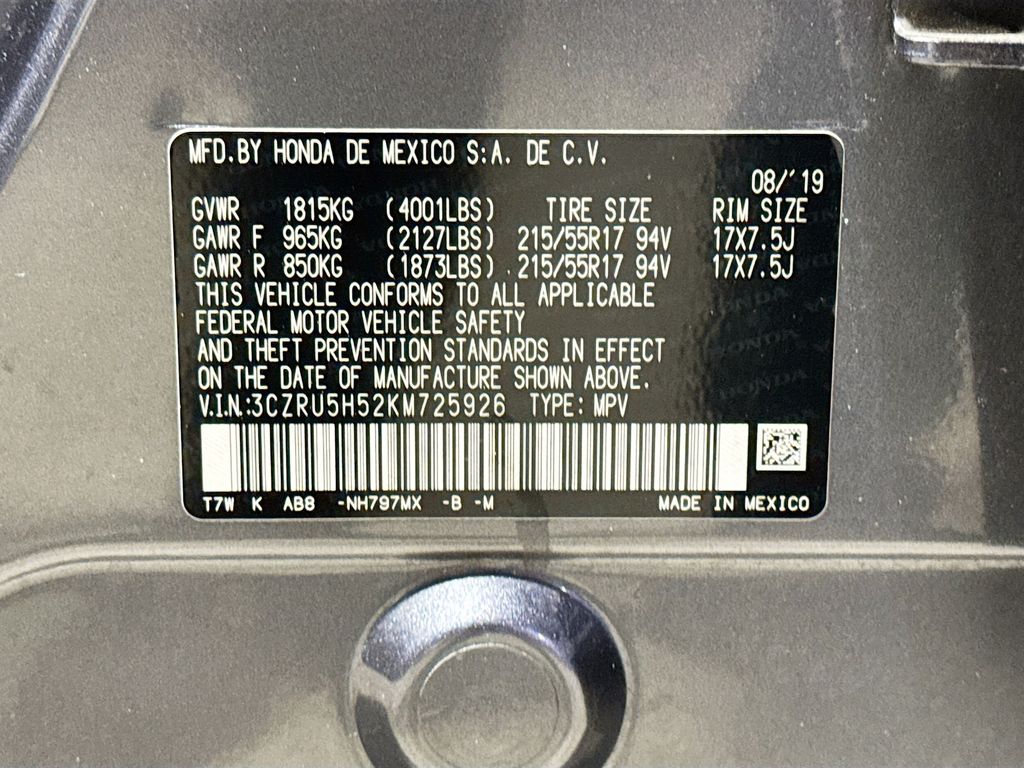 MFD.BY HONDA DE MEXICO S:A. DE C.V.
08/'19
GVWR 1815KG (4001LBS) TIRE SIZE RIM SIZE
GAWR F 965KG (2127LBS) 215/55R17 94V 17X7.5J
GAWR R 850KG (1873LBS) 215/55R17 94V 17X7.5J
THIS VEHICLE CONFORMS TO ALL APPLICABLE
FEDERAL MOTOR VEHICLE SAFETY
AND THEFT PREVENTION STANDARDS IN EFFECT
ON THE DATE OF MANUFACTURE SHOWN ABOVE.
V.I.N.:3CZRU5H52KM725926 TYPE: MPV
T7W K AB8 -NH797MX -B -M MADE IN MEXICO